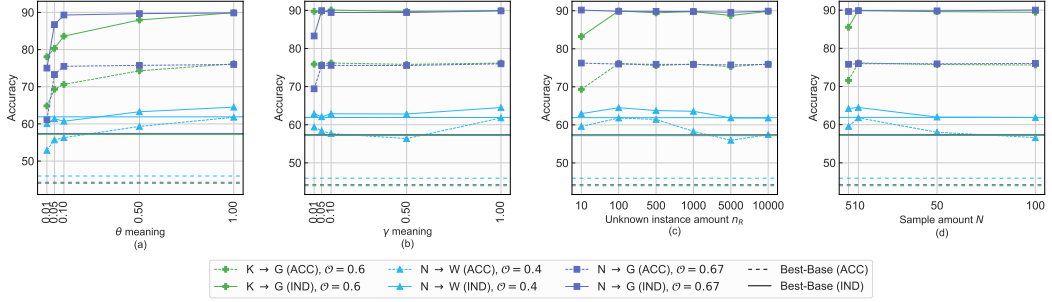 90
80
70
60
50
Accuracy
0.01
0.05
0.10
0.50
1.00
θ meaning
(a)
90
80
70
60
50
Accuracy
0.01
0.05
0.10
0.50
1.00
γ meaning
(b)
90
80
70
60
50
Accuracy
10 100 500 1000 5000 10000
Unknown instance amount n_R
(c)
90
80
70
60
50
Accuracy
5 10 50 100
Sample amount N
(d)
K → G (ACC), 𝒪 = 0.6 N → W (ACC), 𝒪 = 0.4 N → G (ACC), 𝒪 = 0.67 Best-Base (ACC)
K → G (IND), 𝒪 = 0.6 N → W (IND), 𝒪 = 0.4 N → G (IND), 𝒪 = 0.67 Best-Base (IND)